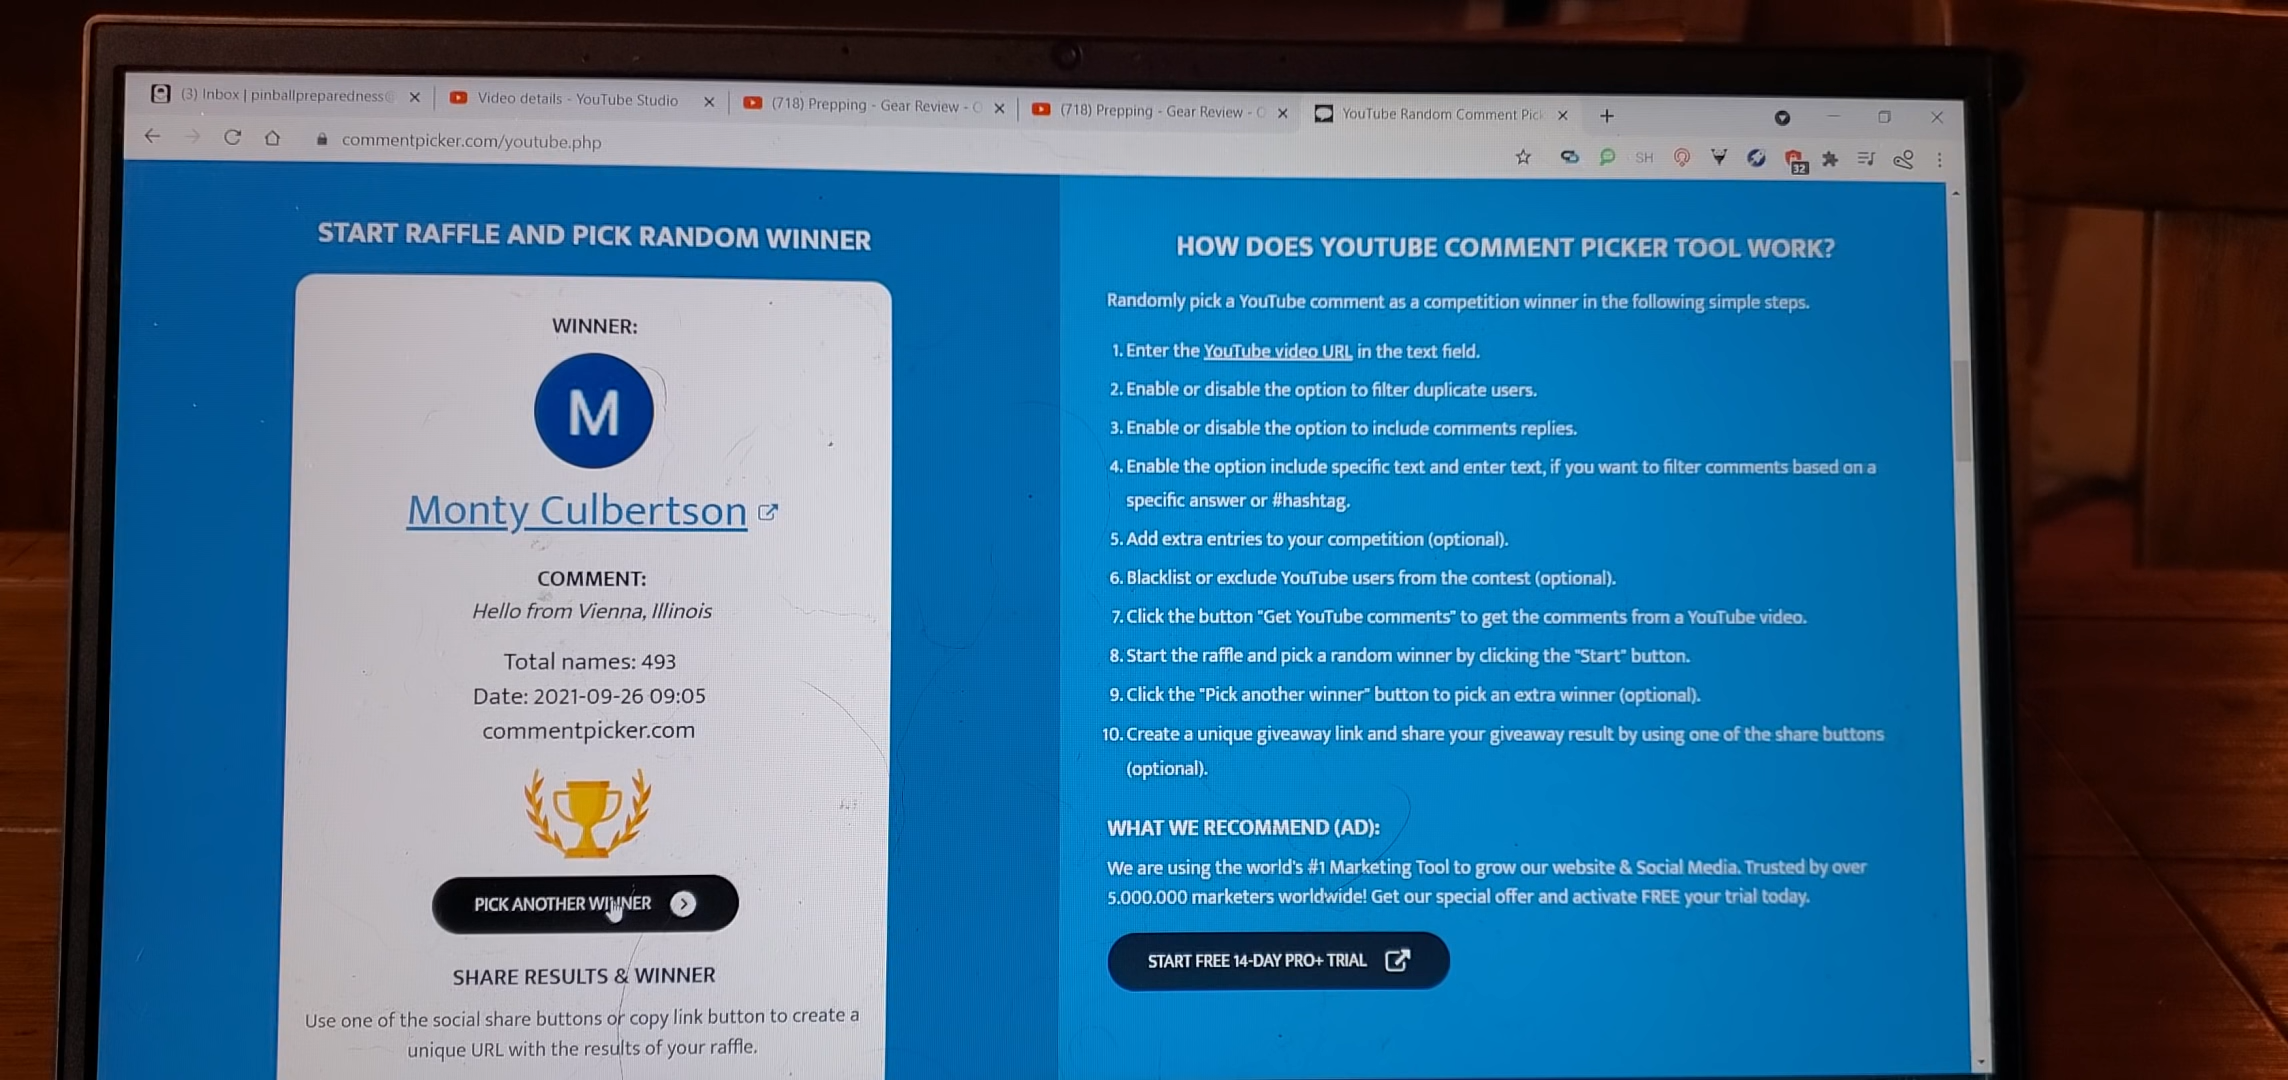 (3) Inbox | pinballpreparedness@
Video details - YouTube Studio
(718) Prepping - Gear Review -
(718) Prepping - Gear Review -
YouTube Random Comment Pick
commentpicker.com/youtube.php
SH
32
START RAFFLE AND PICK RANDOM WINNER
WINNER:
M
Monty Culbertson
COMMENT:
Hello from Vienna, Illinois
Total names: 493
Date: 2021-09-26 09:05
commentpicker.com
PICK ANOTHER WINNER
SHARE RESULTS & WINNER
Use one of the social share buttons or copy link button to create a
unique URL with the results of your raffle.
HOW DOES YOUTUBE COMMENT PICKER TOOL WORK?
Randomly pick a YouTube comment as a competition winner in the following simple steps.
1. Enter the YouTube video URL in the text field.
2. Enable or disable the option to filter duplicate users.
3. Enable or disable the option to include comments replies.
4. Enable the option include specific text and enter text, if you want to filter comments based on a
specific answer or #hashtag.
5. Add extra entries to your competition (optional).
6. Blacklist or exclude YouTube users from the contest (optional).
7. Click the button "Get YouTube comments" to get the comments from a YouTube video.
8. Start the raffle and pick a random winner by clicking the "Start" button.
9. Click the "Pick another winner" button to pick an extra winner (optional).
10. Create a unique giveaway link and share your giveaway result by using one of the share buttons
(optional).
WHAT WE RECOMMEND (AD):
We are using the world's #1 Marketing Tool to grow our website & Social Media. Trusted by over
5.000.000 marketers worldwide! Get our special offer and activate FREE your trial today.
START FREE 14-DAY PRO+ TRIAL